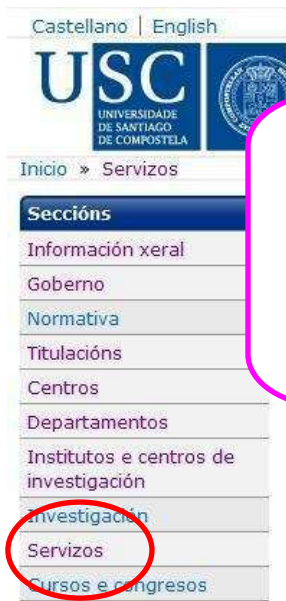 Castellano | English
USC
UNIVERSIDADE
DE SANTIAGO
DE COMPOSTELA
Inicio » Servizos
Seccións
Información xeral
Goberno
Normativa
Titulacións
Centros
Departamentos
Institutos e centros de
investigación
Investigación
Servizos
Cursos e congresos